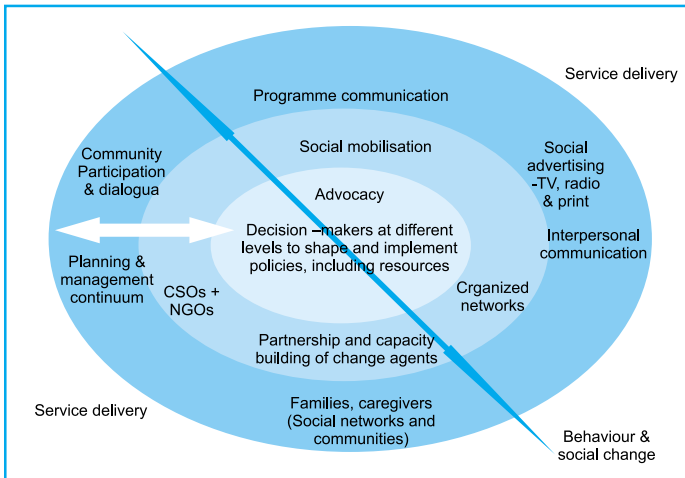 Service delivery
Programme communication
Social mobilisation
Community
Participation
& dialogua
Social
advertising
-TV, radio
& print
Advocacy
Decision –makers at different
levels to shape and implement
policies, including resources
Interpersonal
communication
Planning &
management
continuum
CSOs +
NGOs
Crganized
networks
Partnership and capacity
building of change agents
Service delivery
Families, caregivers
(Social networks and
communities)
Behaviour &
social change